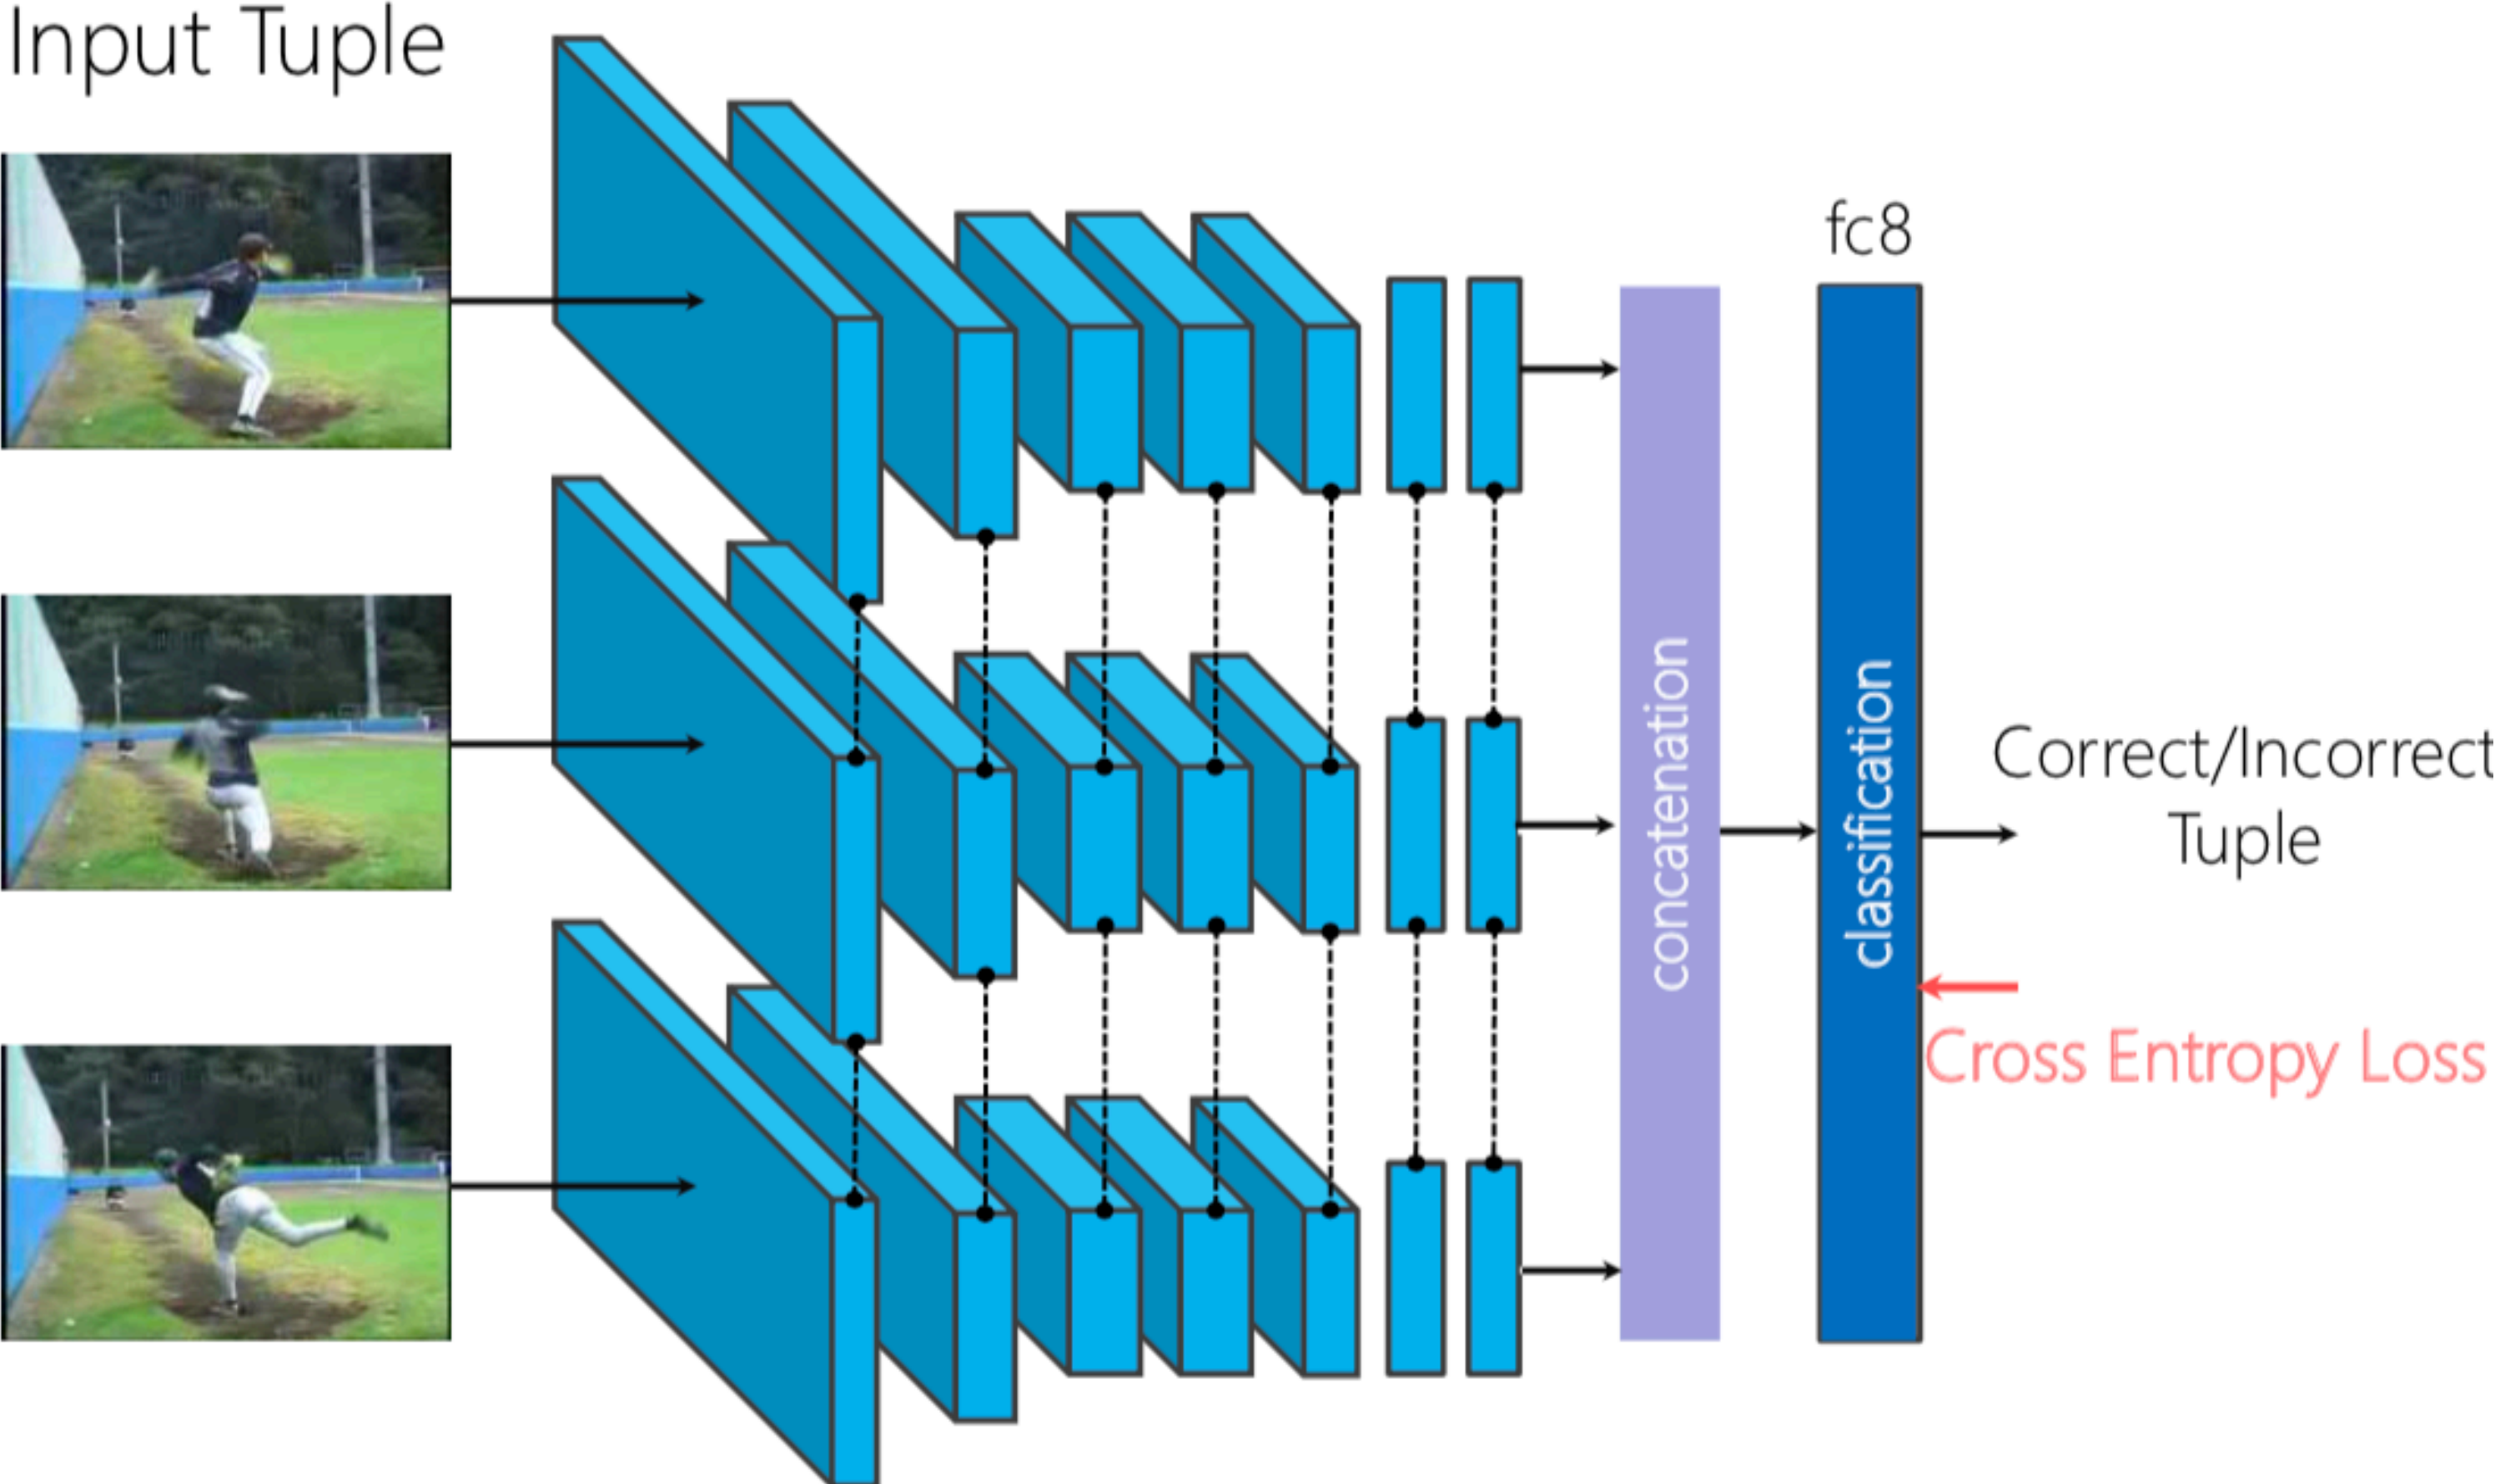 Input Tuple
fc8
concatenation
classification
Correct/Incorrect
Tuple
Cross Entropy Loss